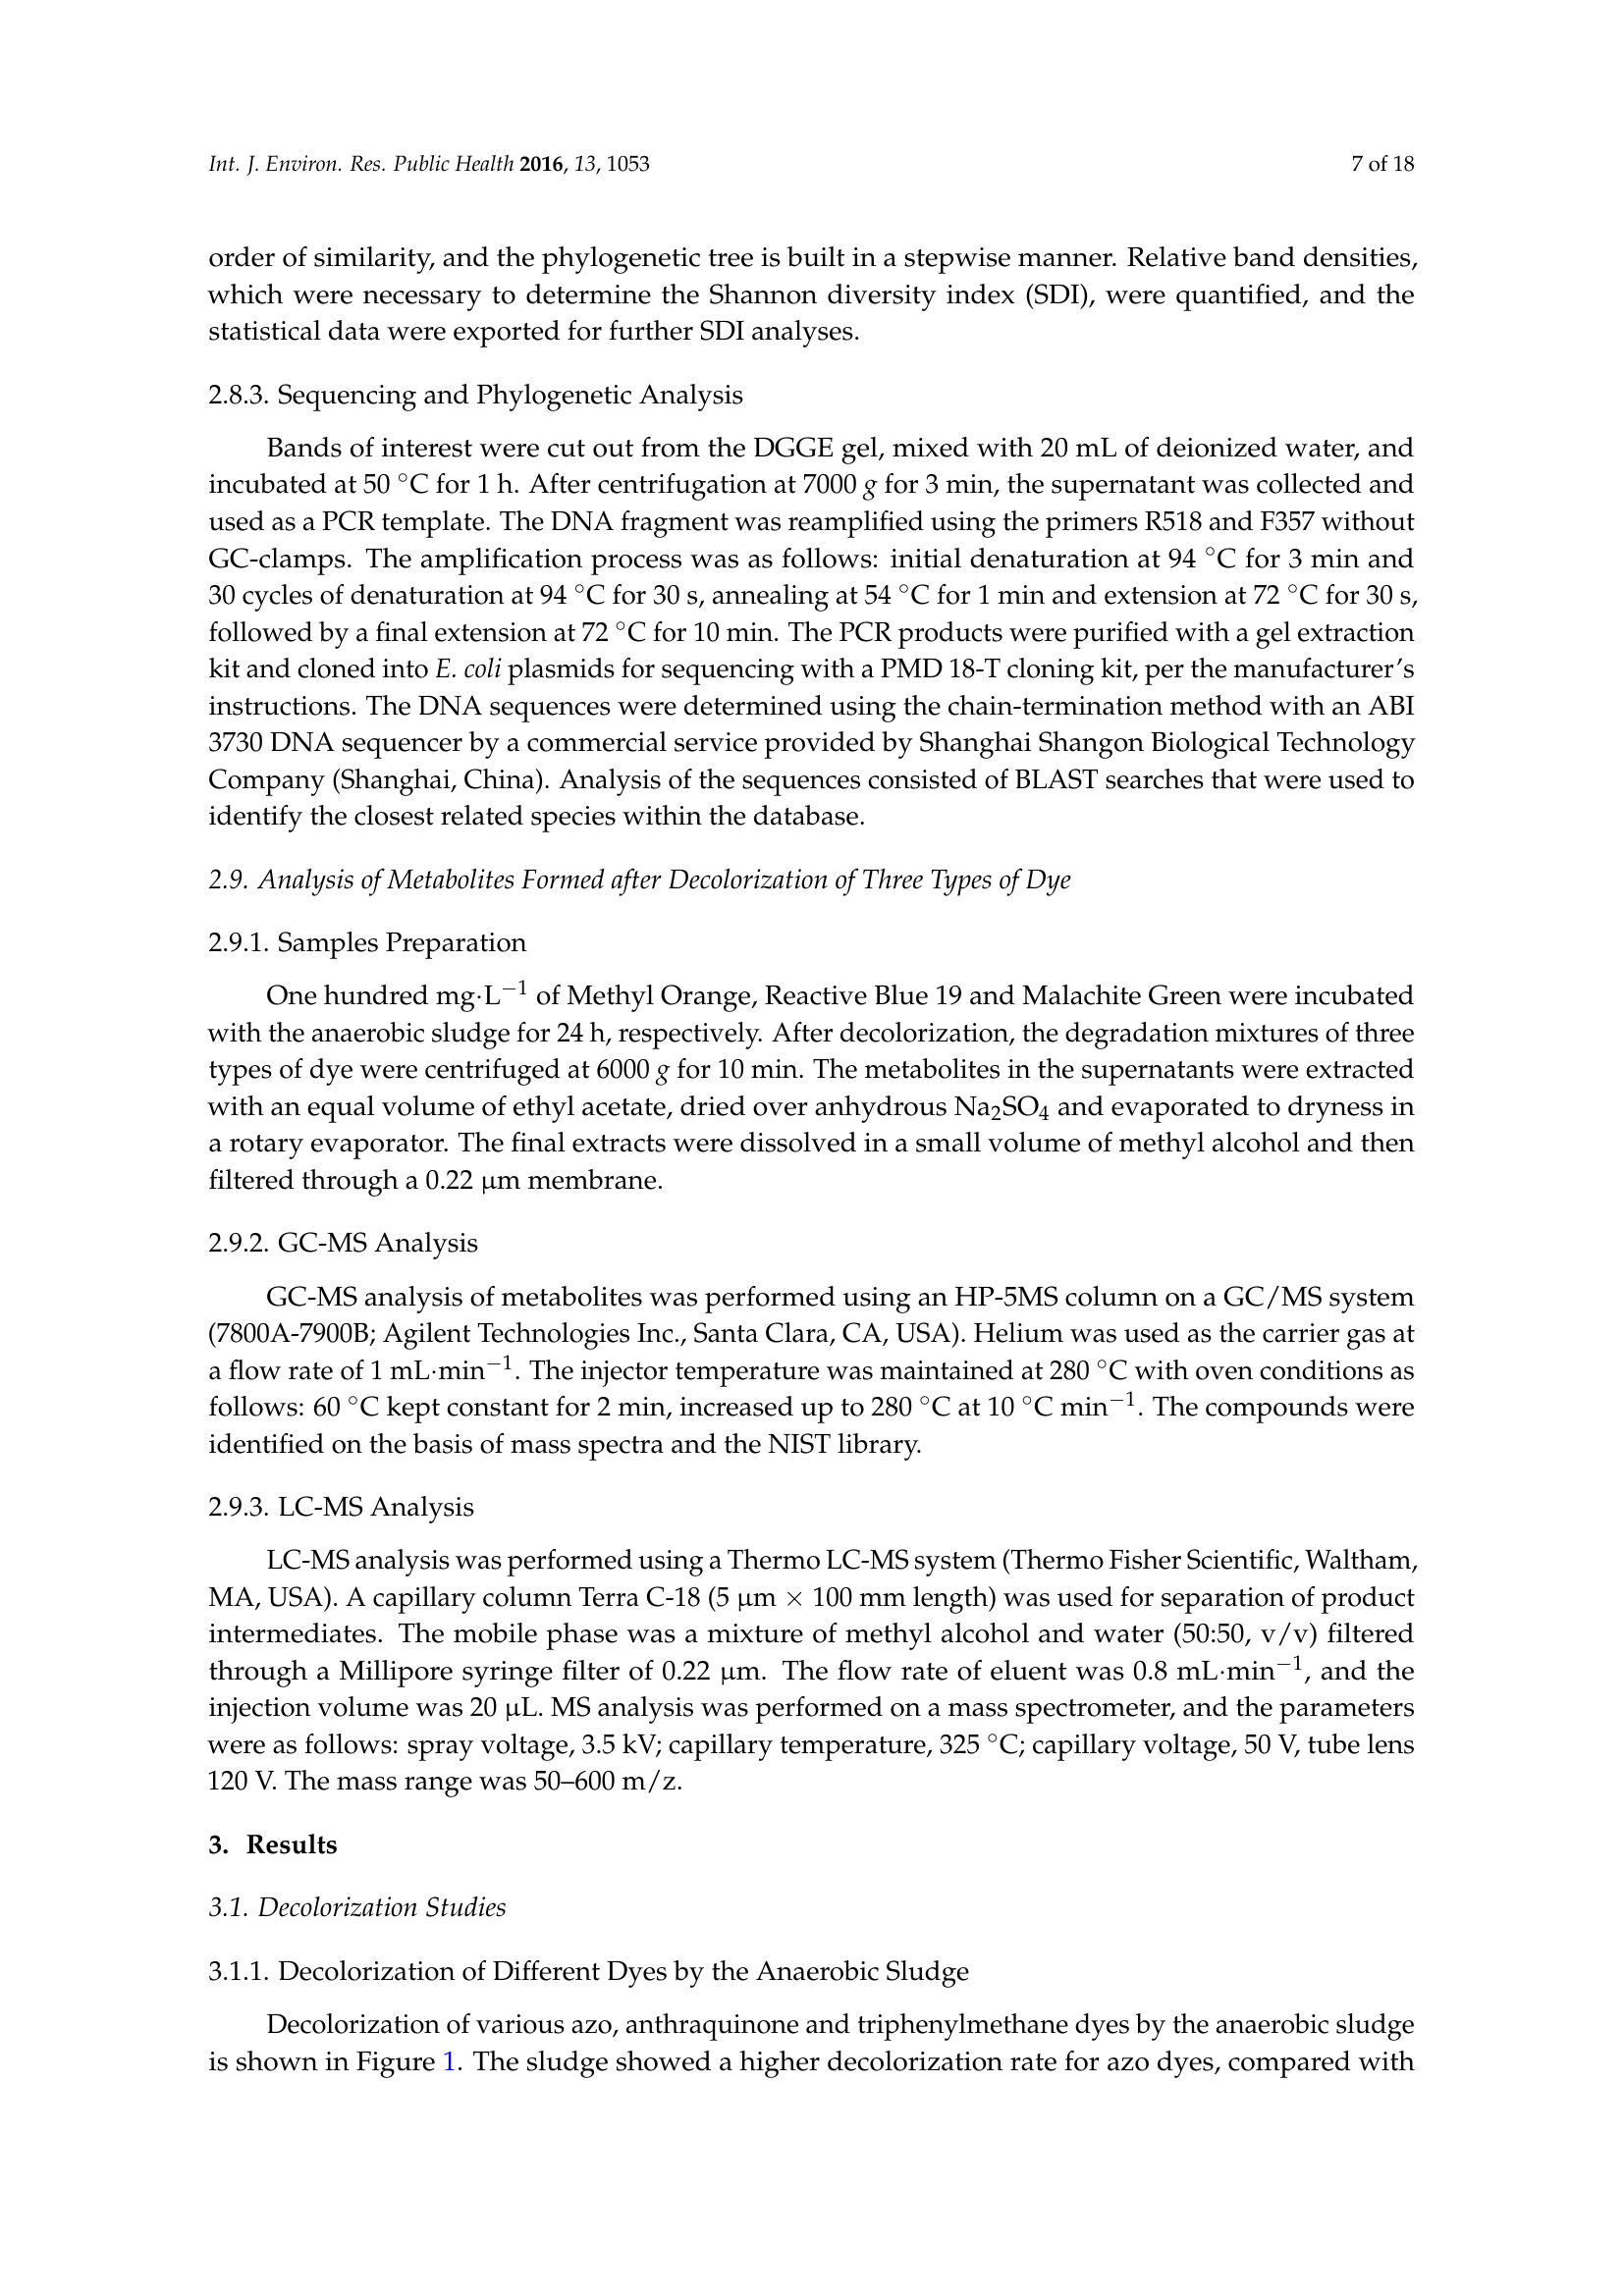 Int. J. Environ. Res. Public Health 2016, 13, 1053
7 of 18
order of similarity, and the phylogenetic tree is built in a stepwise manner. Relative band densities,
which were necessary to determine the Shannon diversity index (SDI), were quantified, and the
statistical data were exported for further SDI analyses.
2.8.3. Sequencing and Phylogenetic Analysis
Bands of interest were cut out from the DGGE gel, mixed with 20 mL of deionized water, and
incubated at 50 °C for 1 h. After centrifugation at 7000 g for 3 min, the supernatant was collected and
used as a PCR template. The DNA fragment was reamplified using the primers R518 and F357 without
GC-clamps. The amplification process was as follows: initial denaturation at 94 °C for 3 min and
30 cycles of denaturation at 94 °C for 30 s, annealing at 54 °C for 1 min and extension at 72 °C for 30 s,
followed by a final extension at 72 °C for 10 min. The PCR products were purified with a gel extraction
kit and cloned into E. coli plasmids for sequencing with a PMD 18-T cloning kit, per the manufacturer's
instructions. The DNA sequences were determined using the chain-termination method with an ABI
3730 DNA sequencer by a commercial service provided by Shanghai Shangon Biological Technology
Company (Shanghai, China). Analysis of the sequences consisted of BLAST searches that were used to
identify the closest related species within the database.
2.9. Analysis of Metabolites Formed after Decolorization of Three Types of Dye
2.9.1. Samples Preparation
One hundred mg·L⁻¹ of Methyl Orange, Reactive Blue 19 and Malachite Green were incubated
with the anaerobic sludge for 24 h, respectively. After decolorization, the degradation mixtures of three
types of dye were centrifuged at 6000 g for 10 min. The metabolites in the supernatants were extracted
with an equal volume of ethyl acetate, dried over anhydrous Na₂SO₄ and evaporated to dryness in
a rotary evaporator. The final extracts were dissolved in a small volume of methyl alcohol and then
filtered through a 0.22 µm membrane.
2.9.2. GC-MS Analysis
GC-MS analysis of metabolites was performed using an HP-5MS column on a GC/MS system
(7800A-7900B; Agilent Technologies Inc., Santa Clara, CA, USA). Helium was used as the carrier gas at
a flow rate of 1 mL·min⁻¹. The injector temperature was maintained at 280 °C with oven conditions as
follows: 60 °C kept constant for 2 min, increased up to 280 °C at 10 °C min⁻¹. The compounds were
identified on the basis of mass spectra and the NIST library.
2.9.3. LC-MS Analysis
LC-MS analysis was performed using a Thermo LC-MS system (Thermo Fisher Scientific, Waltham,
MA, USA). A capillary column Terra C-18 (5 µm × 100 mm length) was used for separation of product
intermediates. The mobile phase was a mixture of methyl alcohol and water (50:50, v/v) filtered
through a Millipore syringe filter of 0.22 µm. The flow rate of eluent was 0.8 mL·min⁻¹, and the
injection volume was 20 µL. MS analysis was performed on a mass spectrometer, and the parameters
were as follows: spray voltage, 3.5 kV; capillary temperature, 325 °C; capillary voltage, 50 V, tube lens
120 V. The mass range was 50–600 m/z.
3. Results
3.1. Decolorization Studies
3.1.1. Decolorization of Different Dyes by the Anaerobic Sludge
Decolorization of various azo, anthraquinone and triphenylmethane dyes by the anaerobic sludge
is shown in Figure 1. The sludge showed a higher decolorization rate for azo dyes, compared with